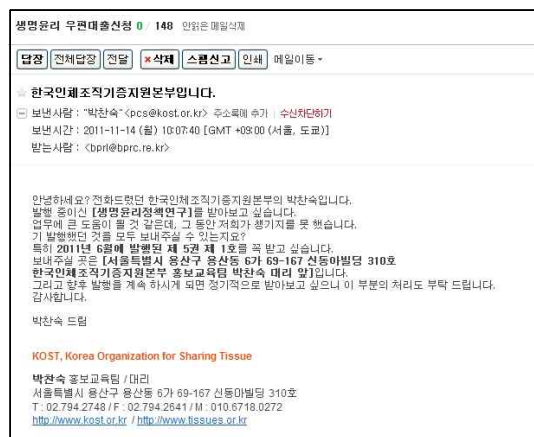 생명윤리 우편대출신청 0 / 148 안읽은 메일삭제
답장 전체답장 전달 ×삭제 스팸신고 인쇄 메일이동
한국인체조직기증지원본부입니다.
보낸사람 : "박찬숙"<pcs@kost.or.kr> 주소록에 추가 | 수신차단하기
보낸시간 : 2011-11-14 (월) 10:07:40 [GMT +09:00 (서울, 도쿄)]
받는사람 : <bprl@bprc.re.kr>
안녕하세요? 전화드렸던 한국인체조직기증지원본부의 박찬숙입니다.
발행 중이신 [생명윤리정책연구]를 받아보고 싶습니다.
업무에 큰 도움이 될 것 같은데, 그 동안 저희가 챙기지를 못 했습니다.
기 발행했던 것을 모두 보내주실 수 있는지요?
특히 2011년 6월에 발행된 제 5권 제 1호를 꼭 받고 싶습니다.
보내주실 곳은 [서울특별시 용산구 용산동 6가 69-167 신동아빌딩 310호
한국인체조직기증지원본부 홍보교육팀 박찬숙 대리 앞]입니다.
그리고 향후 발행을 계속 하시게 되면 정기적으로 받아보고 싶으니 이 부분의 처리도 부탁 드립니다.
감사합니다.
박찬숙 드림
KOST, Korea Organization for Sharing Tissue
박찬숙 홍보교육팀 / 대리
서울특별시 용산구 용산동 6가 69-167 신동아빌딩 310호
T : 02.794.2748 / F : 02.794.2641 / M : 010.6718.0272
http://www.kost.or.kr / http://www.tissues.or.kr